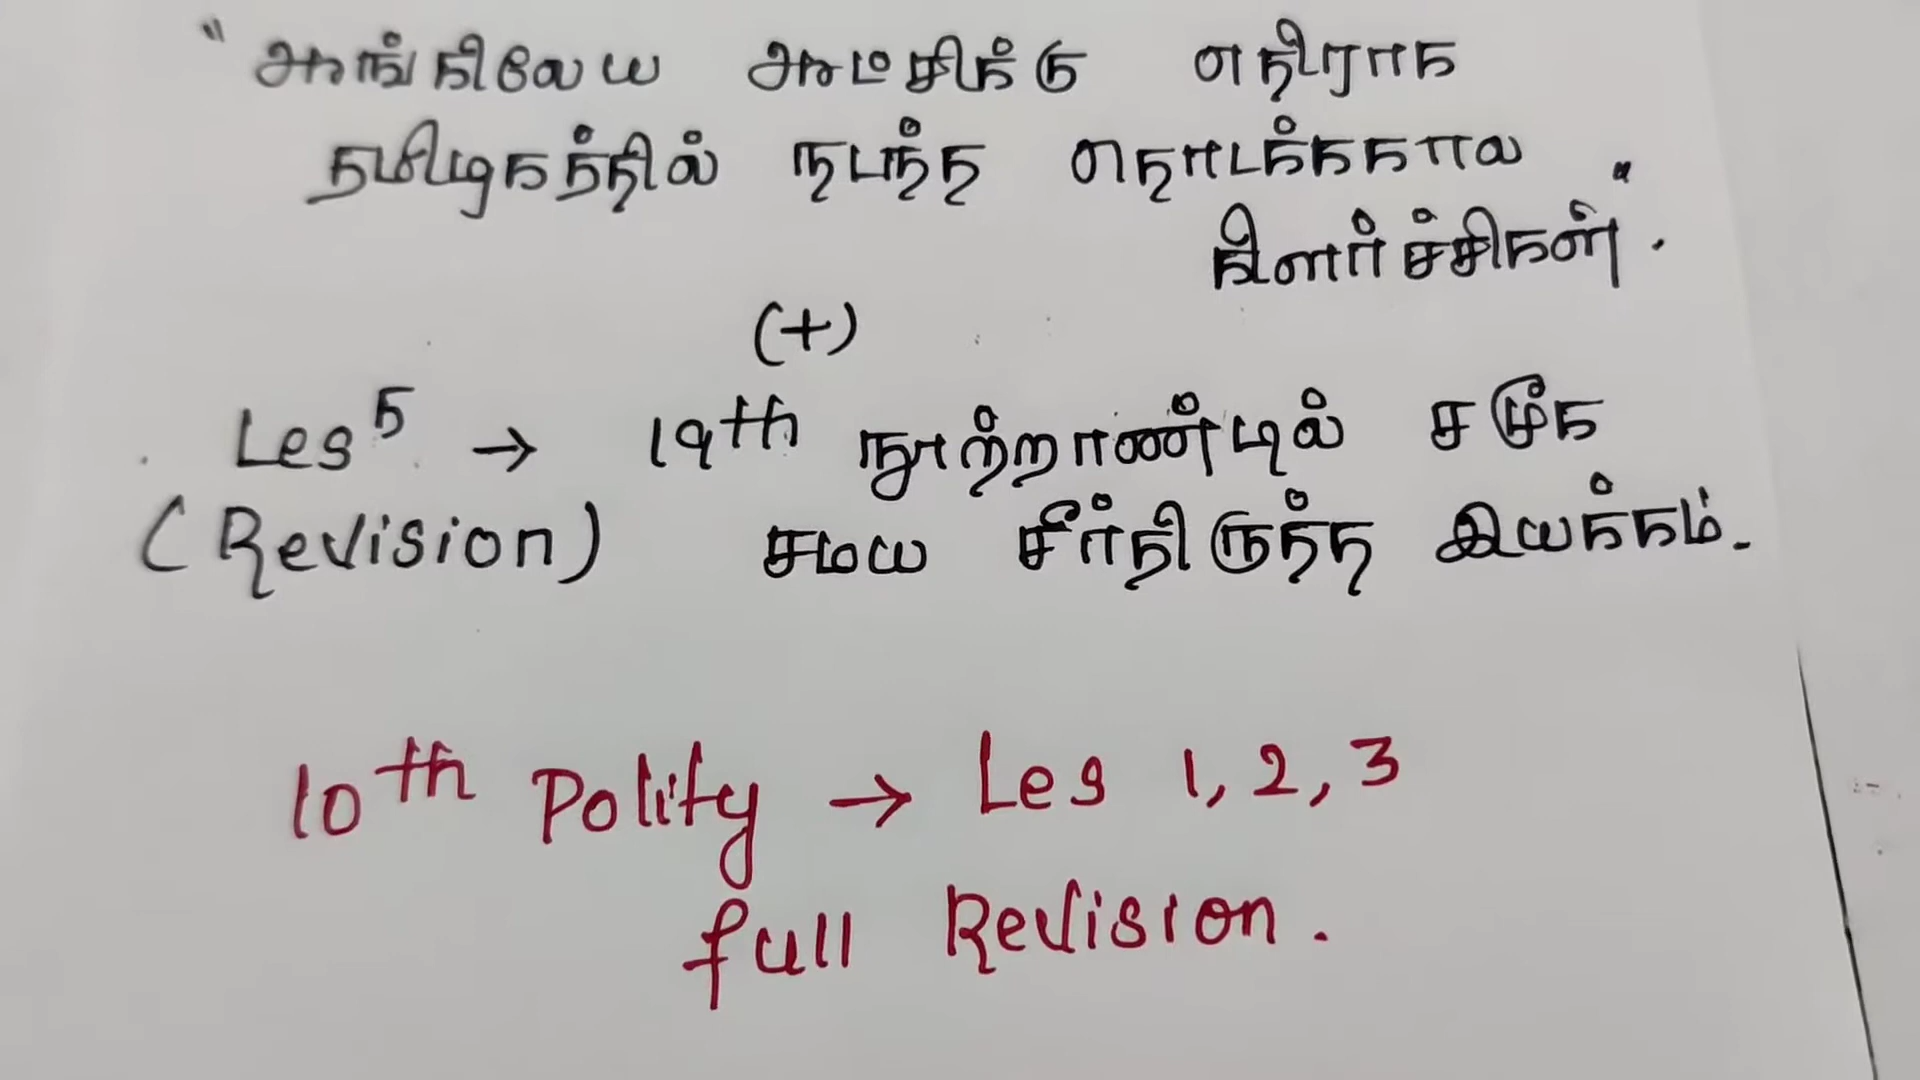 "ஆங்கிலேய ஆட்சிக்கு எதிராக
தமிழகத்தில் நடந்த தொடக்ககால
கிளர்ச்சிகள்".
(+)
Les 5 → 19th நூற்றாண்டில் சமூக
(Revision) சமய சீர்திருத்த இயக்கம்.
10th Polity → Les 1, 2, 3
full Revision.